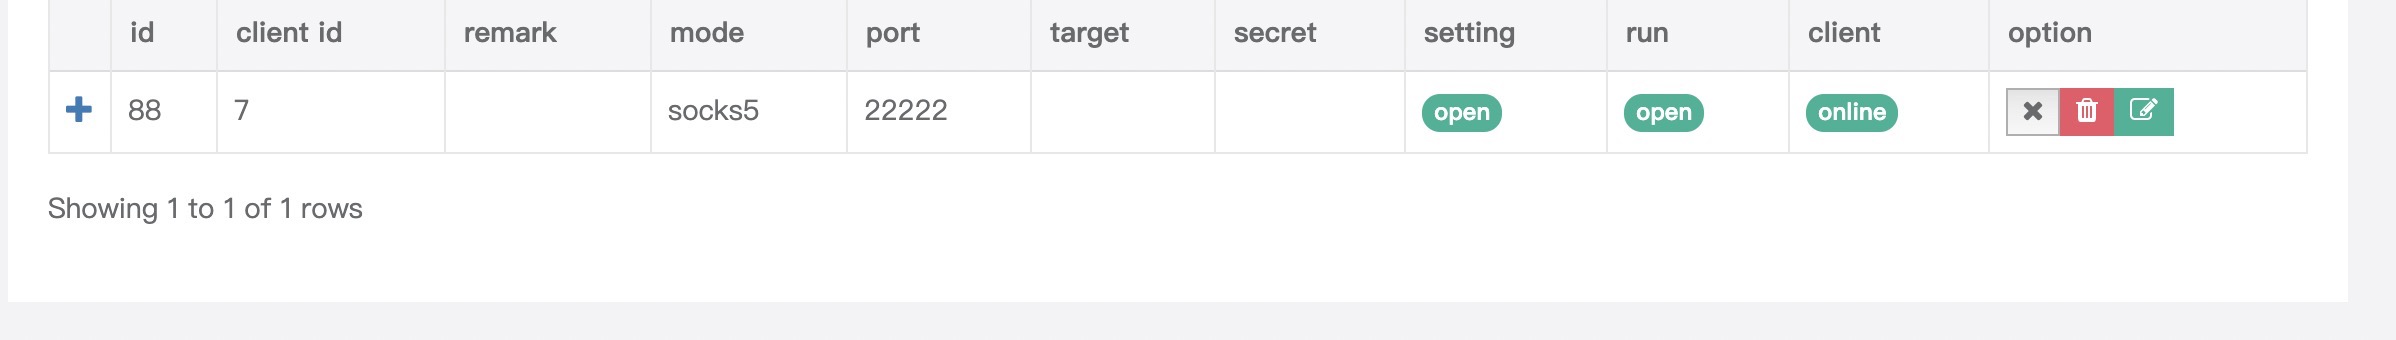 id client id remark mode port target secret setting run client option
88 7 socks5 22222 open open online
Showing 1 to 1 of 1 rows